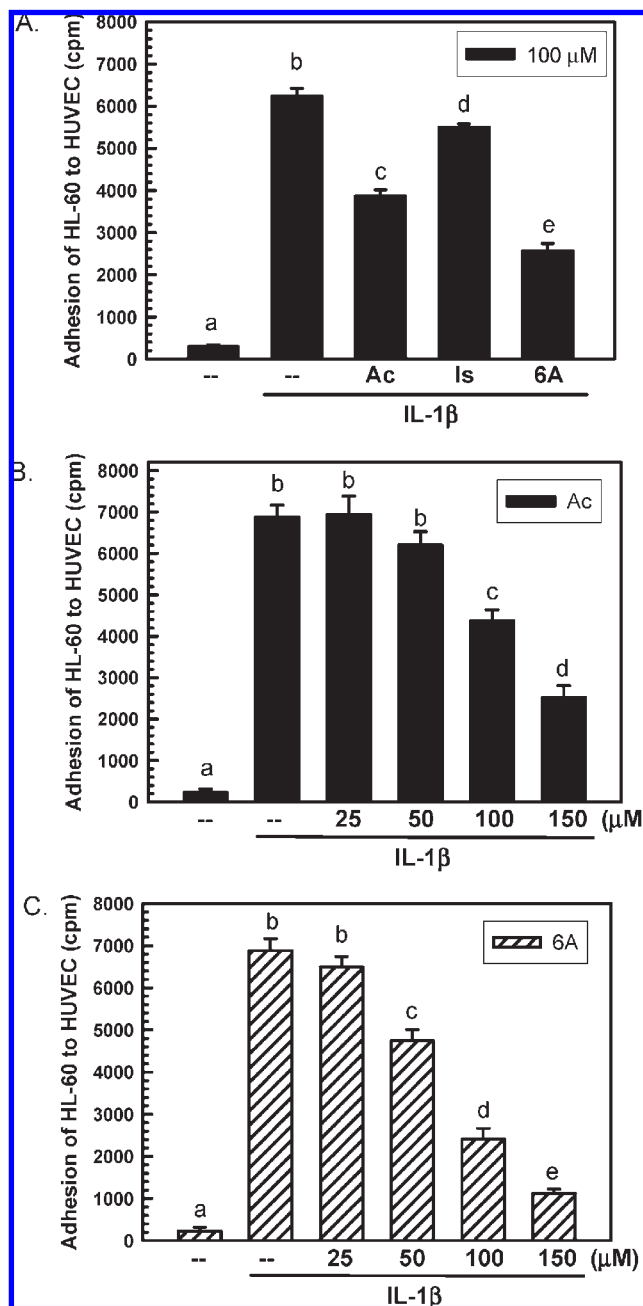 A.
Adhesion of HL-60 to HUVEC (cpm)
8000
7000
6000
5000
4000
3000
2000
1000
0
100 μM
a
b
c
d
e
-- -- Ac Is 6A
IL-1β
B.
Adhesion of HL-60 to HUVEC (cpm)
8000
7000
6000
5000
4000
3000
2000
1000
0
Ac
a
b
b
b
c
d
-- -- 25 50 100 150 (μM
IL-1β
C.
Adhesion of HL-60 to HUVEC (cpm)
8000
7000
6000
5000
4000
3000
2000
1000
0
6A
a
b
b
c
d
e
-- -- 25 50 100 150 (μM)
IL-1β